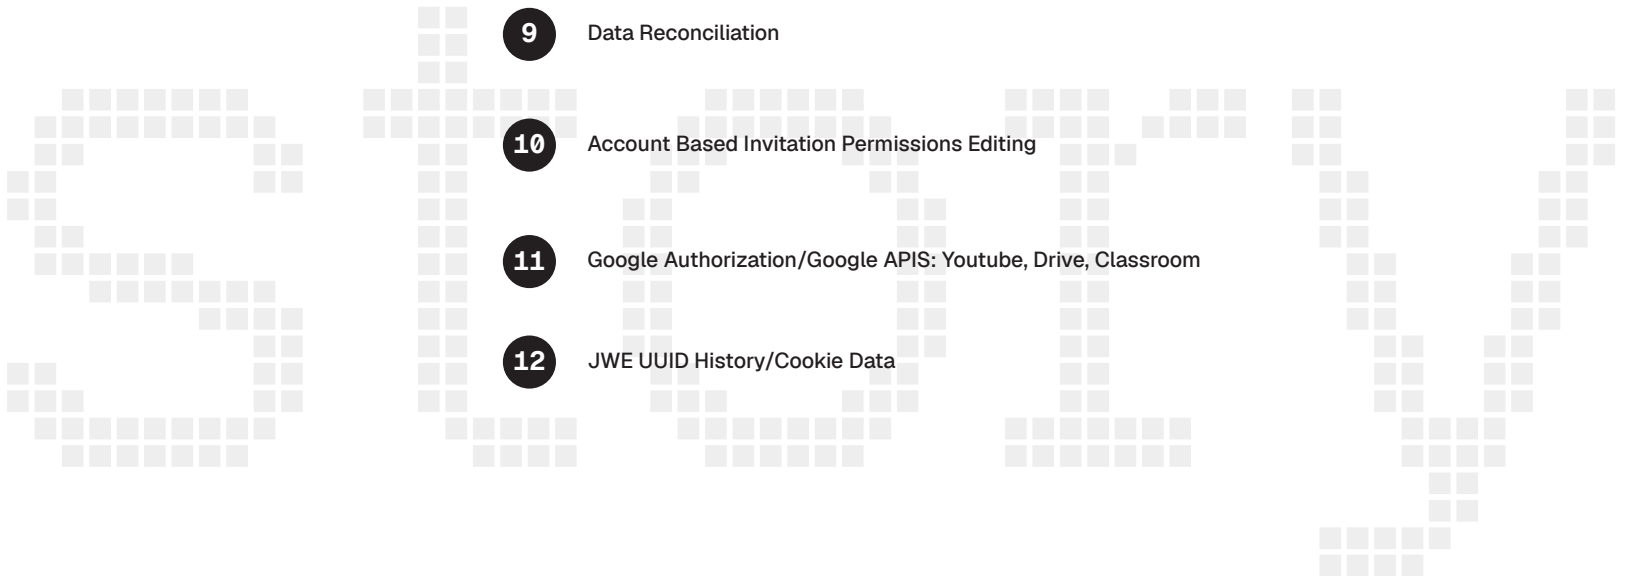 9 Data Reconciliation
10 Account Based Invitation Permissions Editing
11 Google Authorization/Google APIS: Youtube, Drive, Classroom
12 JWE UUID History/Cookie Data
story